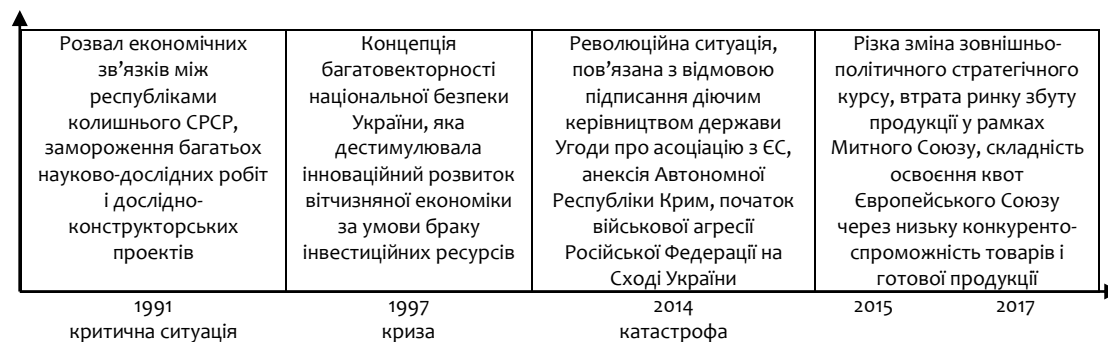 Розвал економічних
зв’язків між
республіками
колишнього СРСР,
замороження багатьох
науково-дослідних робіт
і дослідно-
конструкторських
проектів
Концепція
багатовекторності
національної безпеки
України, яка
дестимулювала
інноваційний розвиток
вітчизняної економіки
за умови браку
інвестиційних ресурсів
Революційна ситуація,
пов’язана з відмовою
підписання діючим
керівництвом держави
Угоди про асоціацію з ЄС,
анексія Автономної
Республіки Крим, початок
військової агресії
Російської Федерації на
Сході України
Різка зміна зовнішньо-
політичного стратегічного
курсу, втрата ринку збуту
продукції у рамках
Митного Союзу, складність
освоєння квот
Європейського Союзу
через низьку конкуренто-
спроможність товарів і
готової продукції
1991
критична ситуація
1997
криза
2014
катастрофа
2015
2017